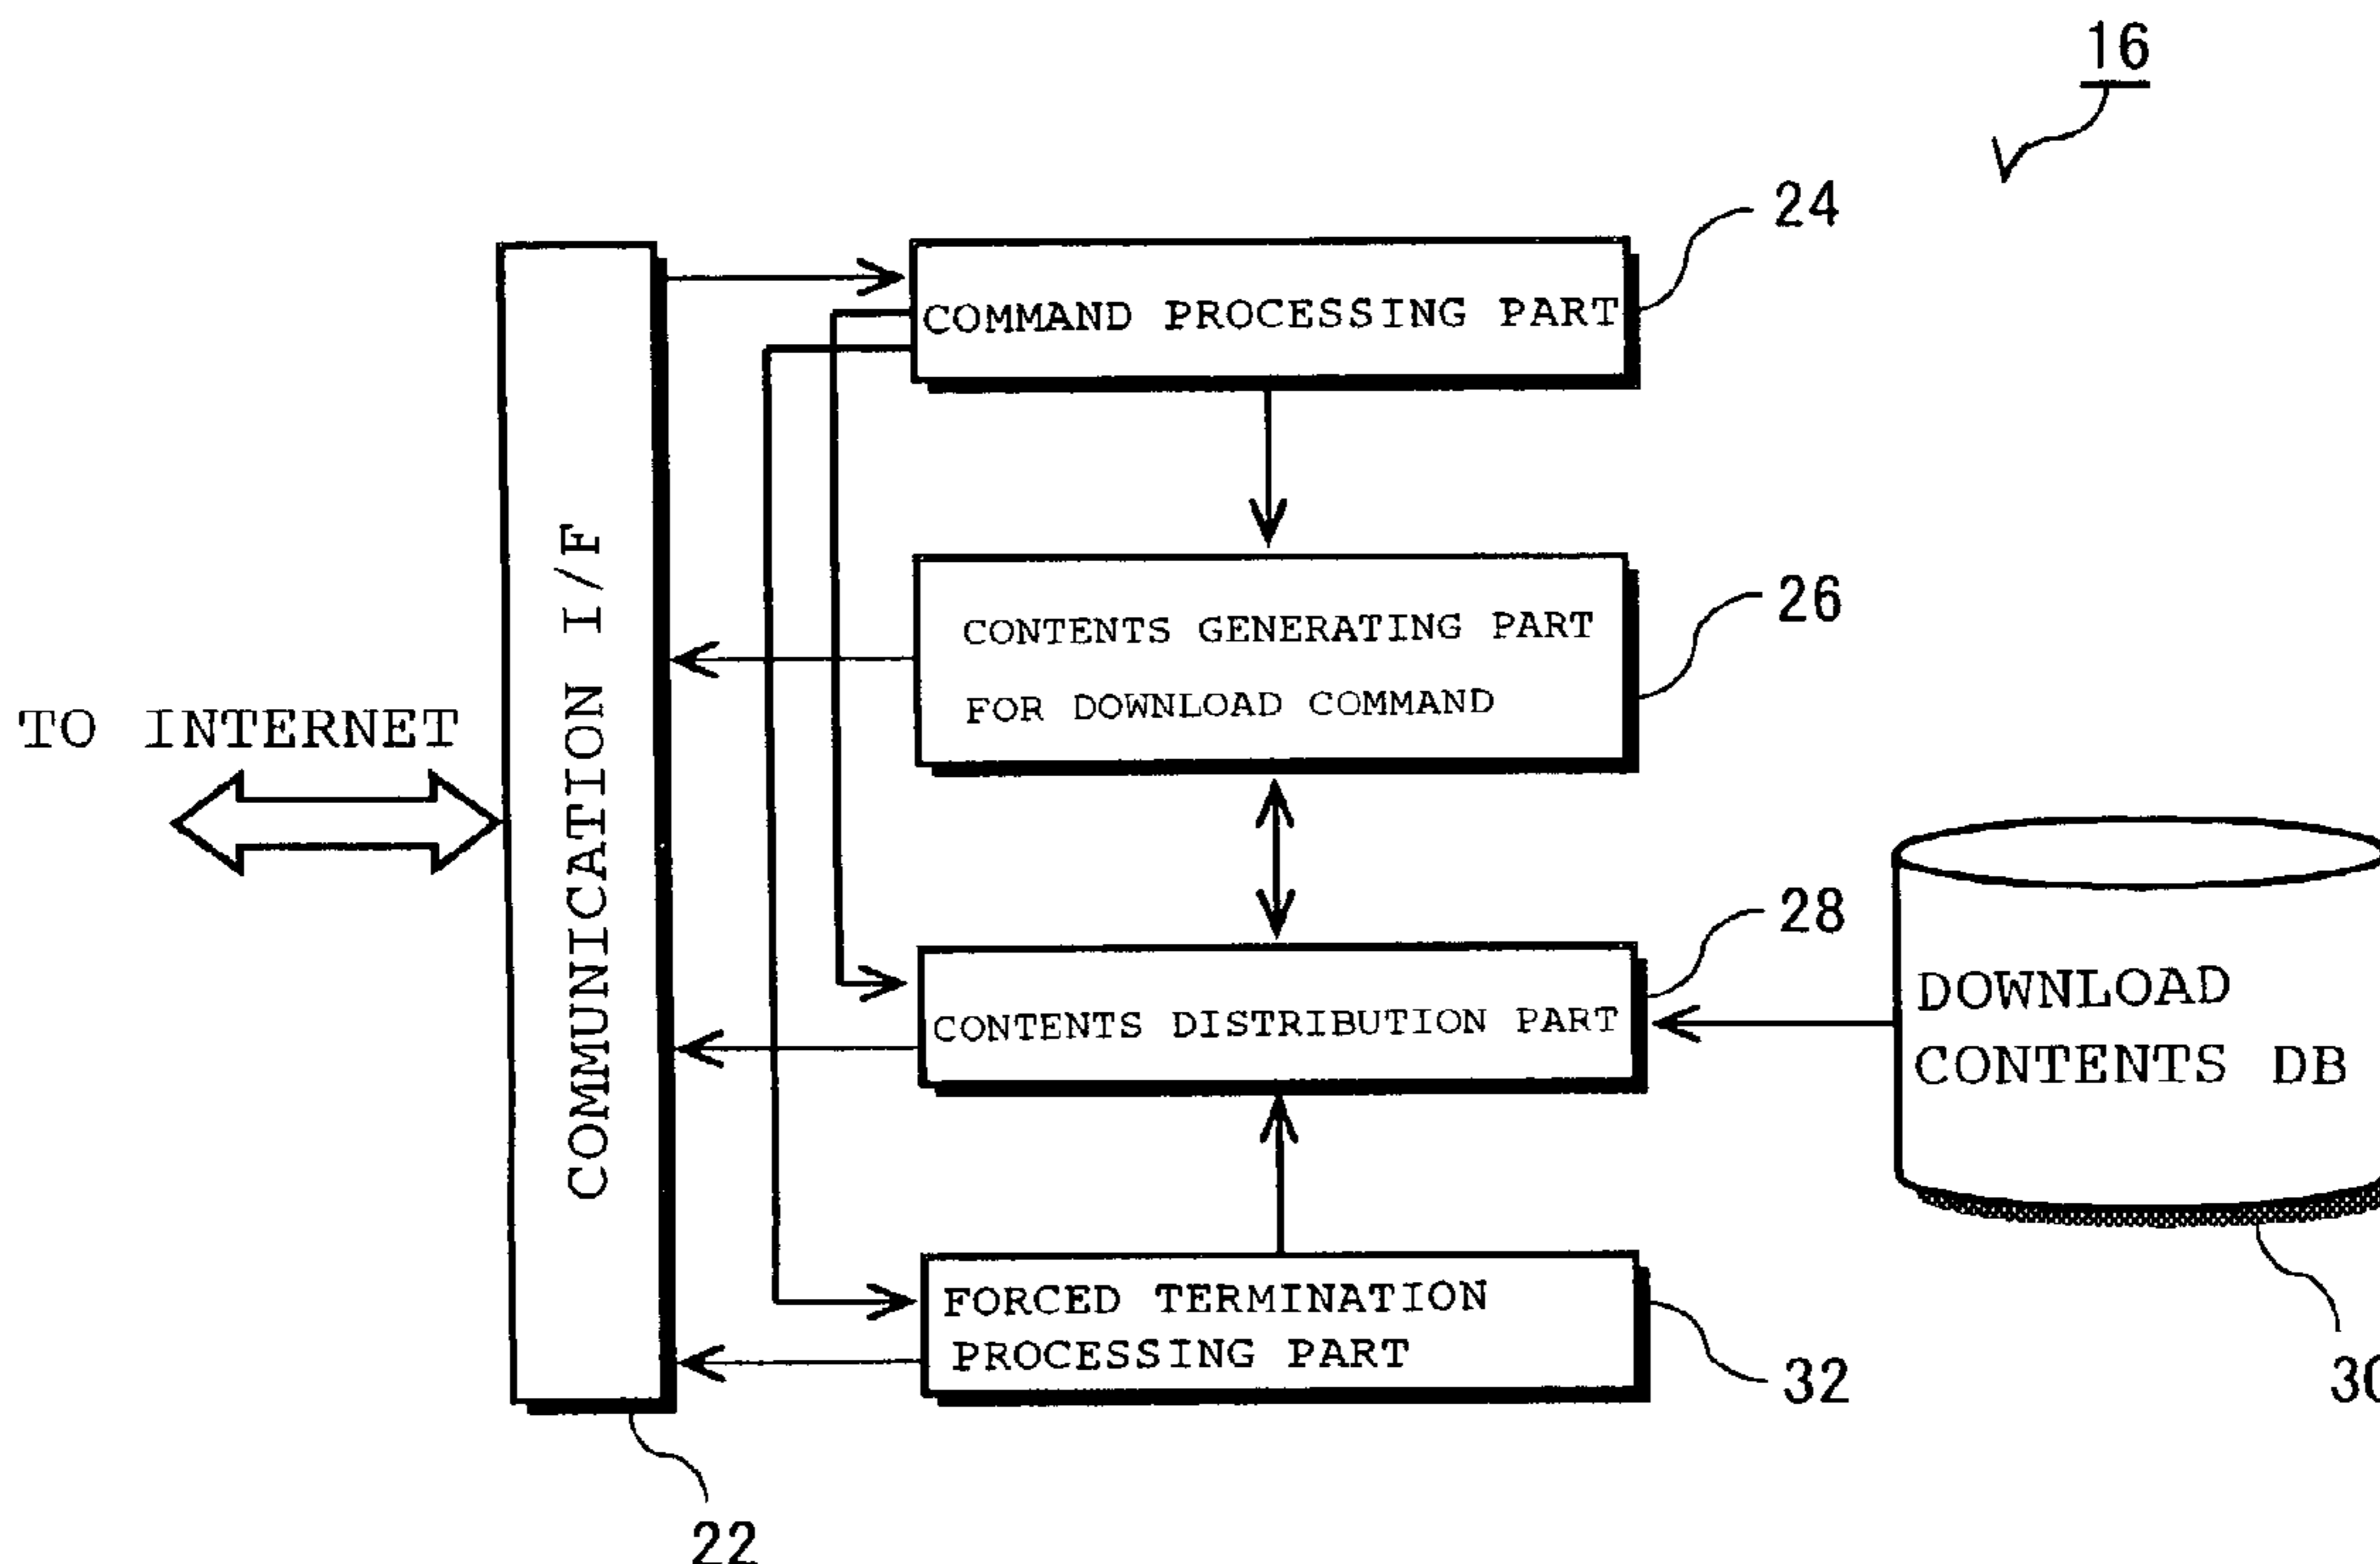 16
24
COMMAND PROCESSING PART
CONTENTS GENERATING PART
FOR DOWNLOAD COMMAND
26
TO INTERNET
COMMUNICATION I/F
28
CONTENTS DISTRIBUTION PART
DOWNLOAD
CONTENTS DB
FORCED TERMINATION
PROCESSING PART
32
30
22